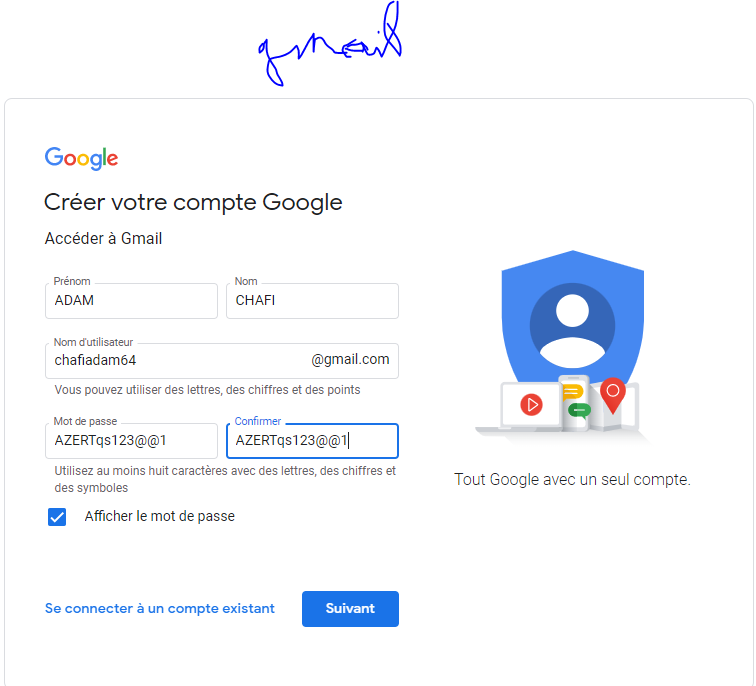 gmail
Google
Créer votre compte Google
Accéder à Gmail
Prénom Nom
ADAM CHAFI
Nom d'utilisateur
chafiadam64 @gmail.com
Vous pouvez utiliser des lettres, des chiffres et des points
Mot de passe Confirmer
AZERTqs123@@1 AZERTqs123@@1
Utilisez au moins huit caractères avec des lettres, des chiffres et
des symboles
Afficher le mot de passe
Tout Google avec un seul compte.
Se connecter à un compte existant Suivant